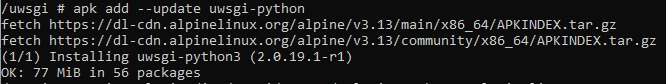 /uwsgi # apk add --update uwsgi-python
fetch https://dl-cdn.alpinelinux.org/alpine/v3.13/main/x86_64/APKINDEX.tar.gz
fetch https://dl-cdn.alpinelinux.org/alpine/v3.13/community/x86_64/APKINDEX.tar.gz
(1/1) Installing uwsgi-python3 (2.0.19.1-r1)
OK: 77 MiB in 56 packages